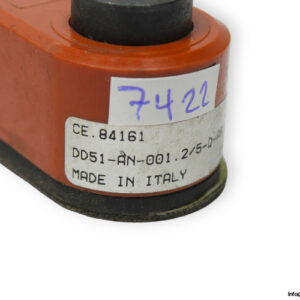 7422
CE.84161
DD51-AN-001.2/5-D-
MADE IN ITALY